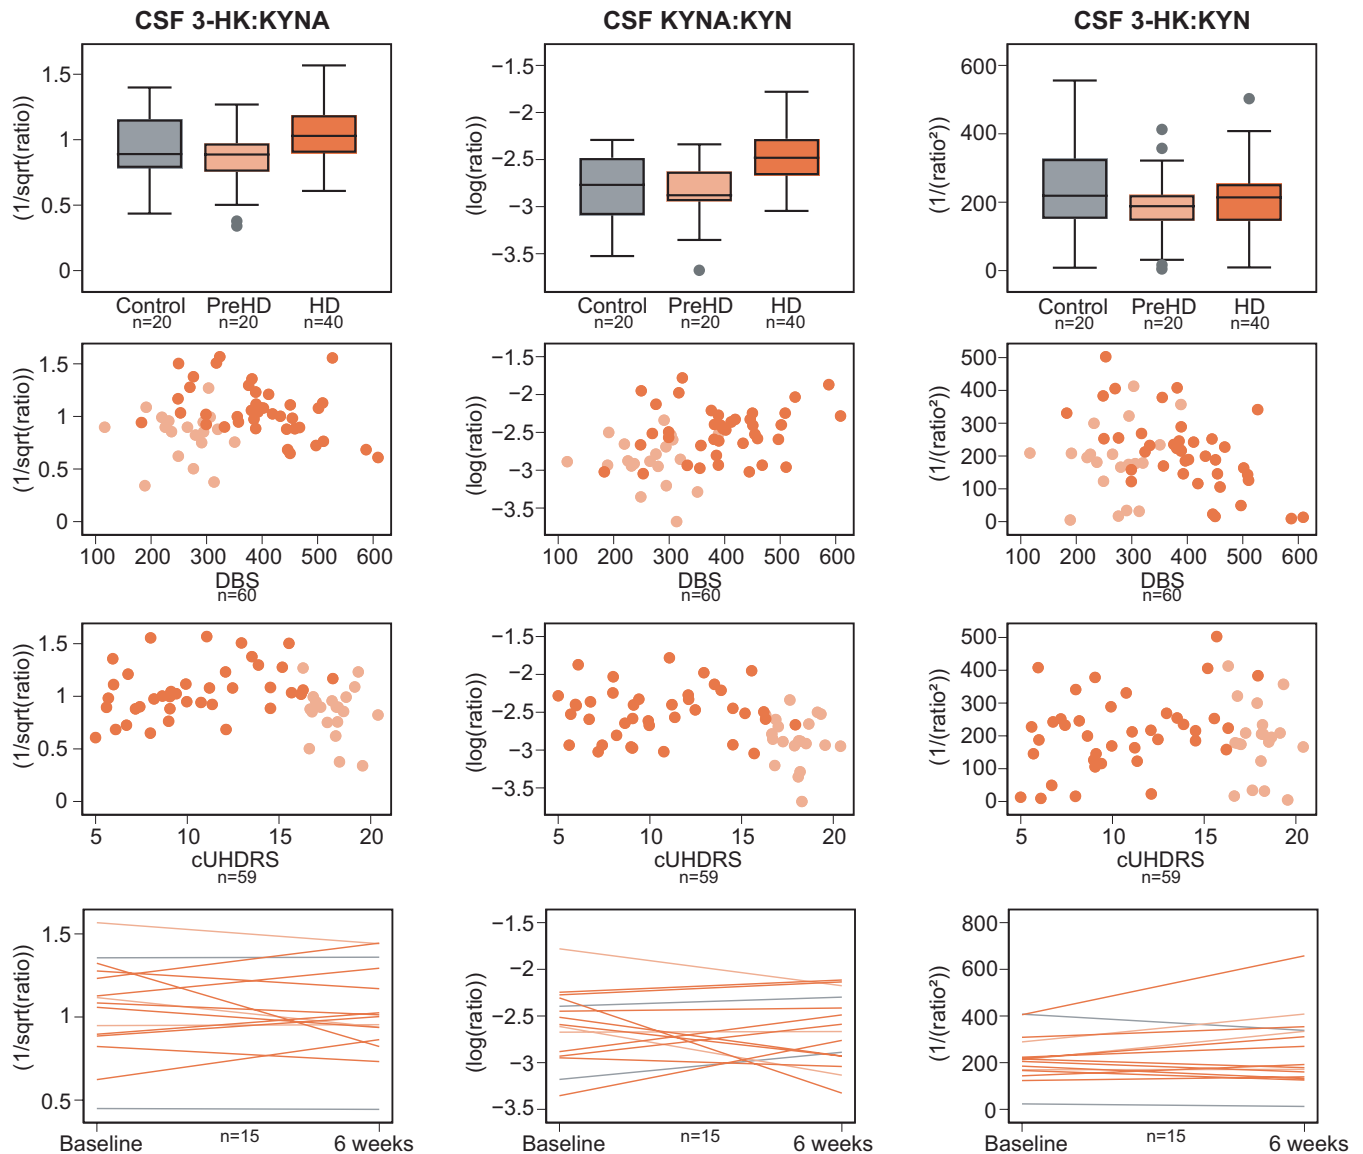 CSF 3-HK:KYNA
CSF KYNA:KYN
CSF 3-HK:KYN
(1/sqrt(ratio))
1.5
1
0.5
0
Control
n=20
PreHD
n=20
HD
n=40
(log(ratio))
−1.5
−2
−2.5
−3
−3.5
Control
n=20
PreHD
n=20
HD
n=40
(1/(ratio²))
600
400
200
0
Control
n=20
PreHD
n=20
HD
n=40
(1/sqrt(ratio))
1.5
1
0.5
0
100 200 300 400 500 600
DBS
n=60
(log(ratio))
−1.5
−2
−2.5
−3
−3.5
100 200 300 400 500 600
DBS
n=60
(1/(ratio²))
500
400
300
200
100
0
100 200 300 400 500 600
DBS
n=60
(1/sqrt(ratio))
1.5
1
0.5
0
5 10 15 20
cUHDRS
n=59
(log(ratio))
−1.5
−2
−2.5
−3
−3.5
5 10 15 20
cUHDRS
n=59
(1/(ratio²))
500
400
300
200
100
0
5 10 15 20
cUHDRS
n=59
(1/sqrt(ratio))
1.5
1
0.5
Baseline n=15 6 weeks
(log(ratio))
−1.5
−2
−2.5
−3
−3.5
Baseline n=15 6 weeks
(1/(ratio²))
800
600
400
200
0
Baseline n=15 6 weeks